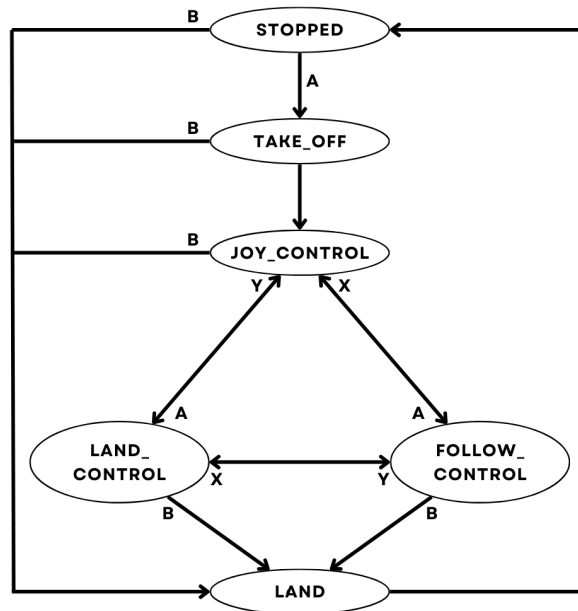 B
STOPPED
A
B
TAKE_OFF
B
JOY_CONTROL
Y
X
A
A
LAND_
CONTROL
FOLLOW_
CONTROL
X
Y
B
B
LAND